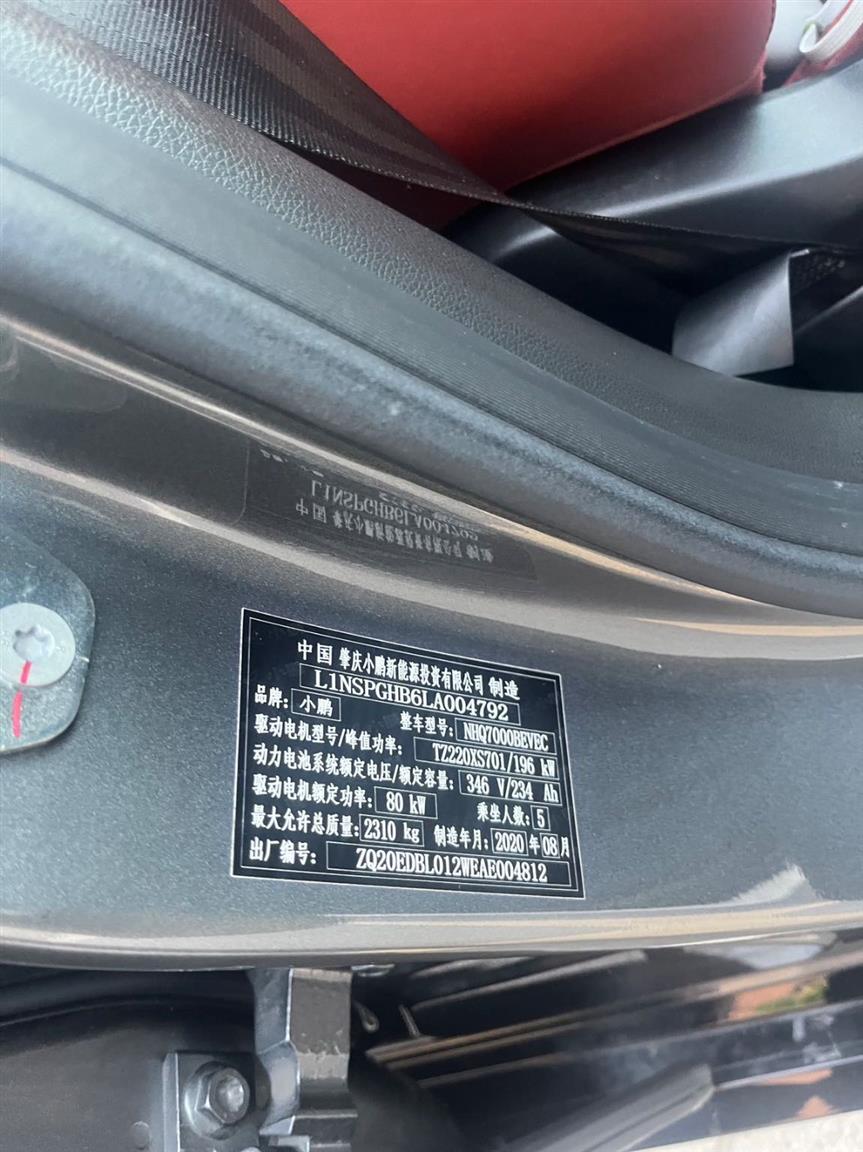 中国 肇庆小鹏新能源投资有限公司 制造
L1NSPGHB6LA004792
品牌: 小鹏 整车型号: NHQ7000BEVEC
驱动电机型号/峰值功率: TZ220XS701/196 kW
动力电池系统额定电压/额定容量: 346 V/234 Ah
驱动电机额定功率: 80 kW 乘坐人数: 5
最大允许总质量: 2310 kg 制造年月: 2020 年 08 月
出厂编号: ZQ20EDBL012WEAE004812